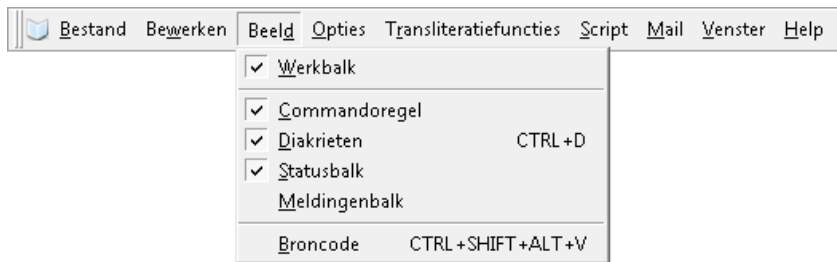 Bestand Bewerken Beeld Opties Transliteratiefuncties Script Mail Venster Help
Werkbalk
Commandoregel
Diakrieten CTRL+D
Statusbalk
Meldingenbalk
Broncode CTRL+SHIFT+ALT+V